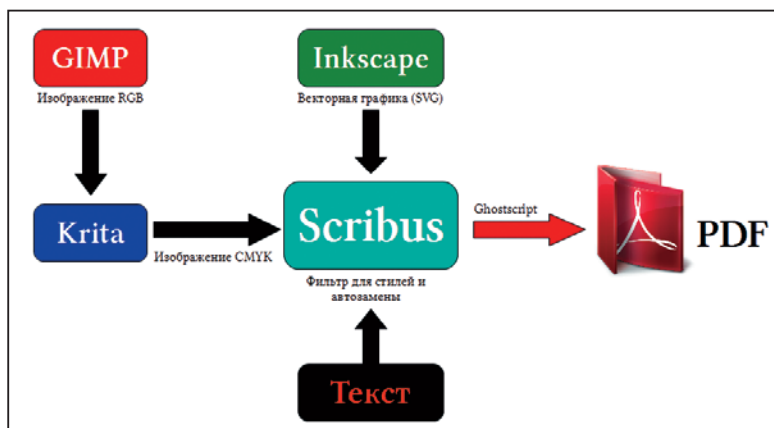 GIMP
Изображение RGB
Inkscape
Векторная графика (SVG)
Krita
Изображение CMYK
Scribus
Фильтр для стилей и
автозамены
Ghostscript
PDF
Текст